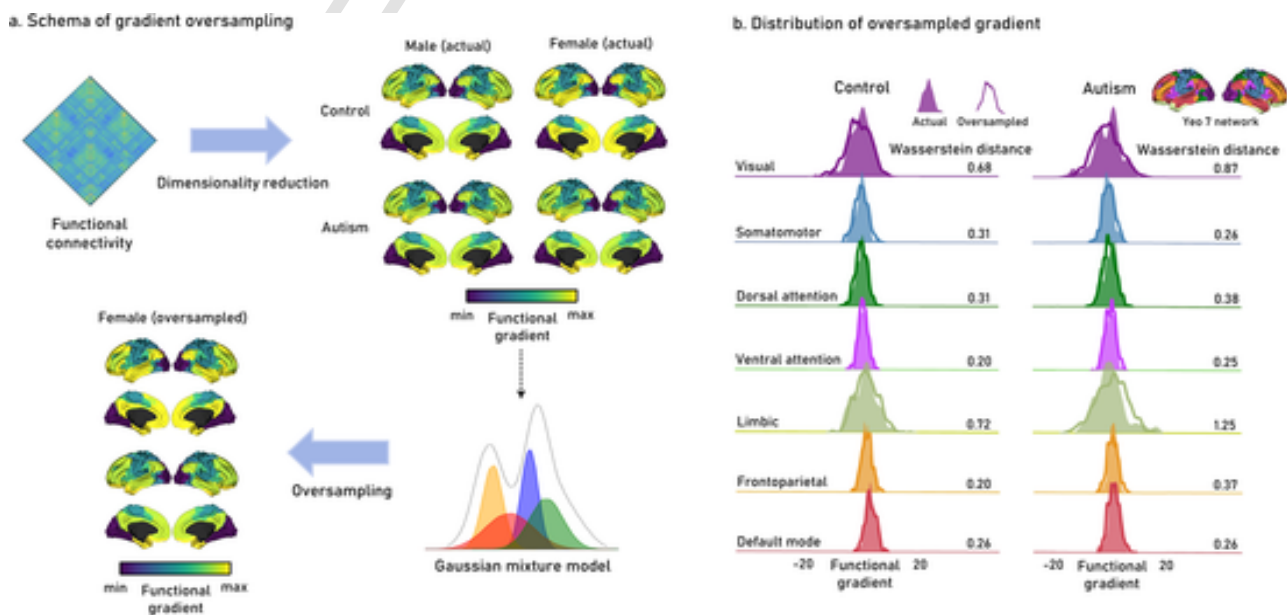 a. Schema of gradient oversampling
Male (actual)
Female (actual)
Control
Dimensionality reduction
Functional
connectivity
Autism
min
Functional
gradient
max
Female (oversampled)
Oversampling
Gaussian mixture model
min
Functional
gradient
max
b. Distribution of oversampled gradient
Control
Autism
Actual
Oversampled
Yeo 7 network
Wasserstein distance
Wasserstein distance
Visual
0.68
0.87
Somatomotor
0.31
0.26
Dorsal attention
0.31
0.38
Ventral attention
0.20
0.25
Limbic
0.72
1.25
Frontoparietal
0.20
0.37
Default mode
0.26
0.26
-20
Functional
gradient
20
-20
Functional
gradient
20